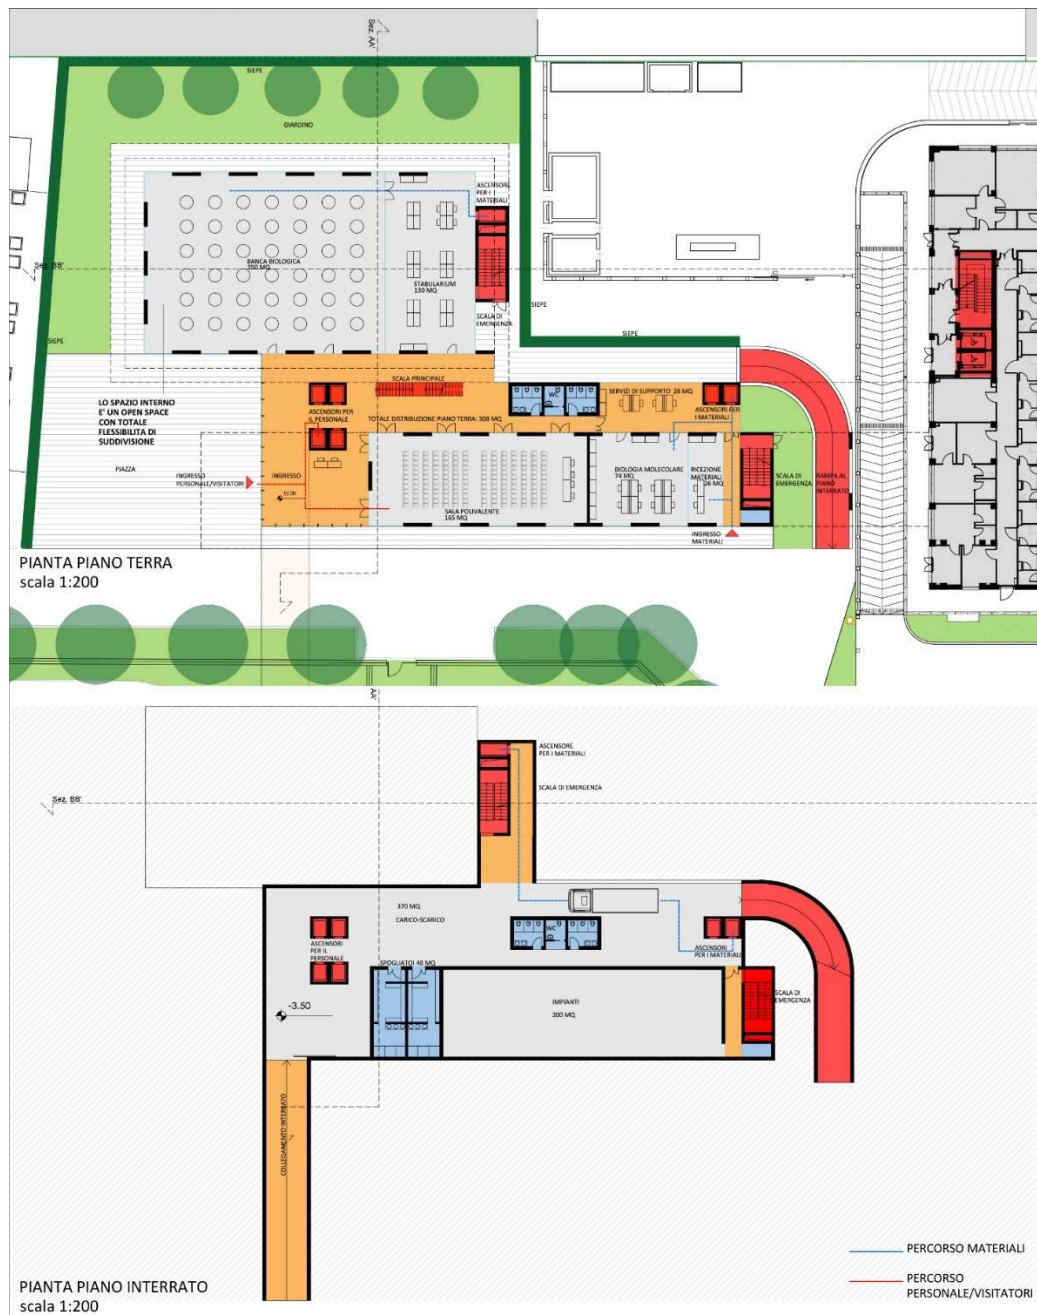 Sez. AA'
SIEPE
GIARDINO
ASCENSORE
PER I
MATERIALI
BANCA BIOLOGICA
350 MQ
Sez. BB'
STABULARIUM
130 MQ
SIEPE
SCALA DI
EMERGENZA
SIEPE
SIEPE
SCALA PRINCIPALE
WC
SERVIZI DI SUPPORTO 28 MQ
LO SPAZIO INTERNO
E' UN OPEN SPACE
CON TOTALE
FLESSIBILITA DI
SUDDIVISIONE
ASCENSORI PER
IL PERSONALE
TOTALE DISTRIBUZIONE PIANO TERRA: 308 MQ
ASCENSORI PER
I MATERIALI
PIAZZA
INGRESSO
PERSONALE/VISITATORI
INGRESSO
BIOLOGIA MOLECOLARE
74 MQ
RICEZIONE
MATERIALI
26 MQ
SCALA DI
EMERGENZA
RAMPA AL
PIANO
INTERRATO
SALA POLIVALENTE
165 MQ
INGRESSO
MATERIALI
PIANTA PIANO TERRA
scala 1:200
AA'
ASCENSORE
PER I MATERIALI
SCALA DI EMERGENZA
Sez. BB'
370 MQ
CARICO-SCARICO
WC
ASCENSORI
PER IL
PERSONALE
ASCENSORI
PER I MATERIALI
SPOGLIATOI 48 MQ
IMPIANTI
200 MQ
SCALA DI
EMERGENZA
-3.50
COLLEGAMENTO INTERRATO
PERCORSO MATERIALI
PERCORSO
PERSONALE/VISITATORI
PIANTA PIANO INTERRATO
scala 1:200